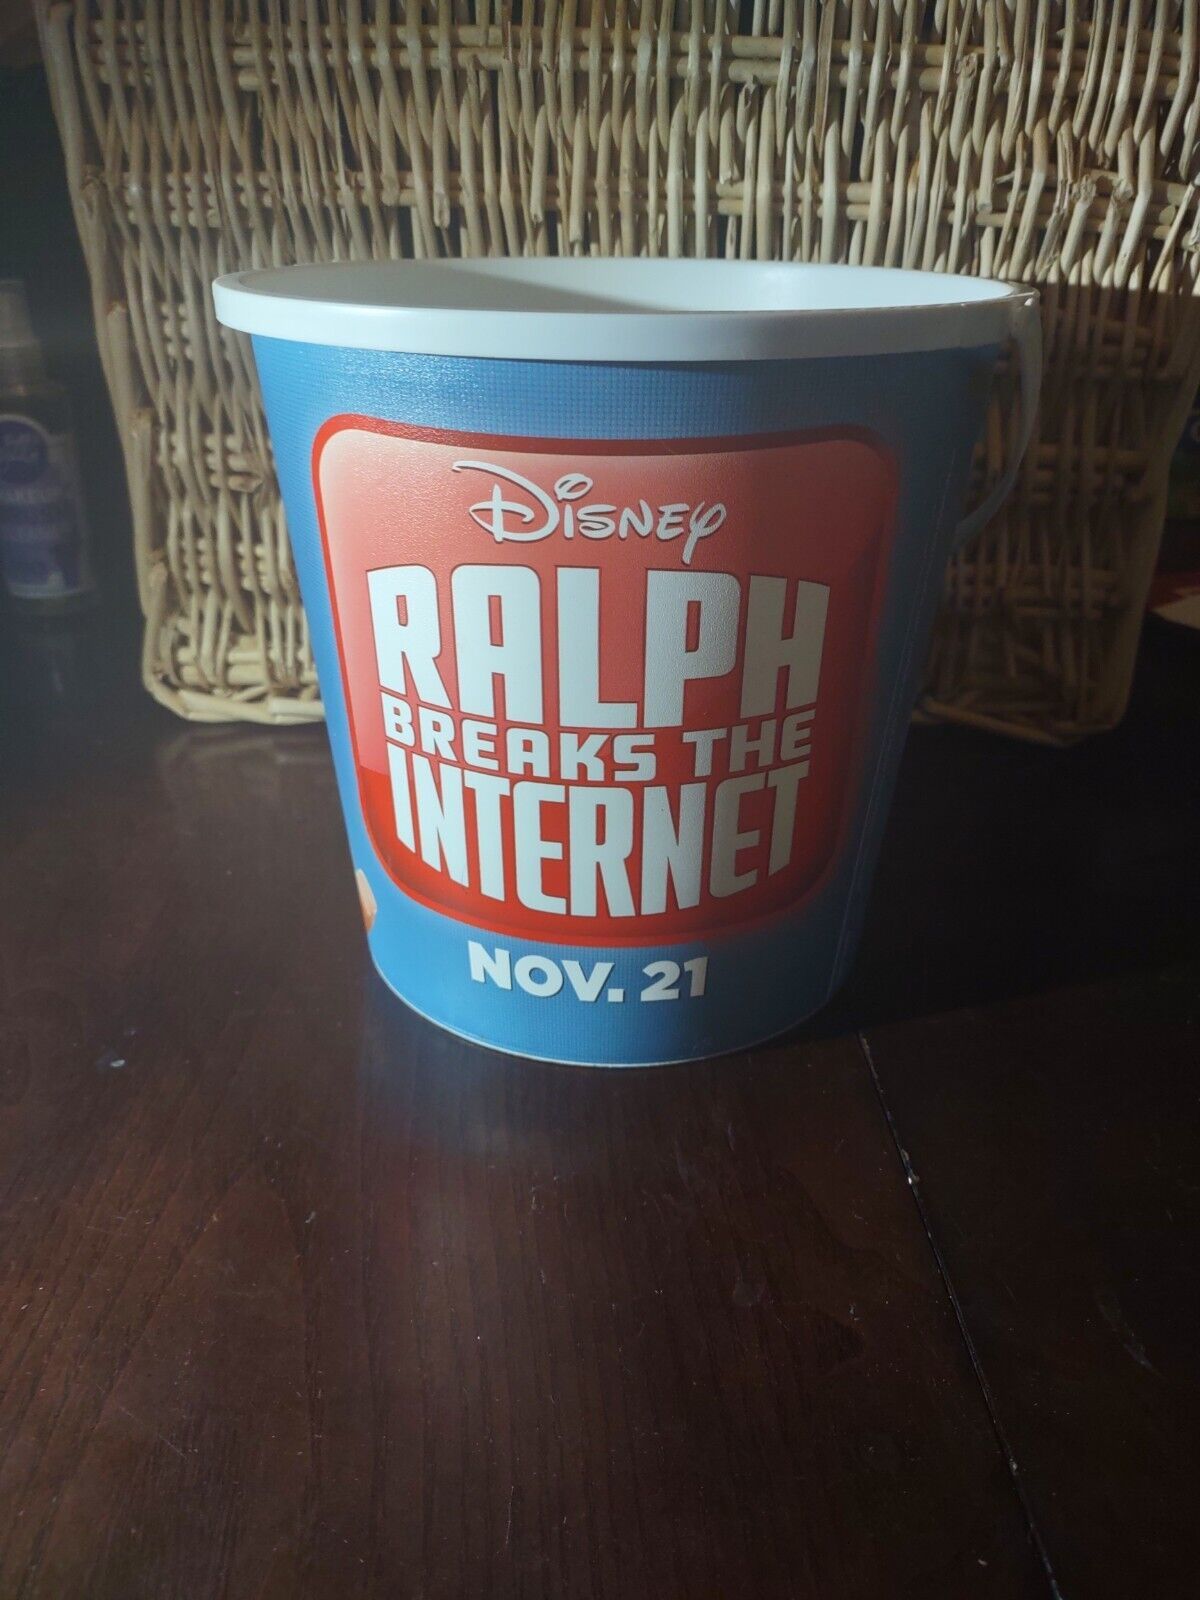 Disney
RALPH
BREAKS THE
INTERNET
NOV. 21